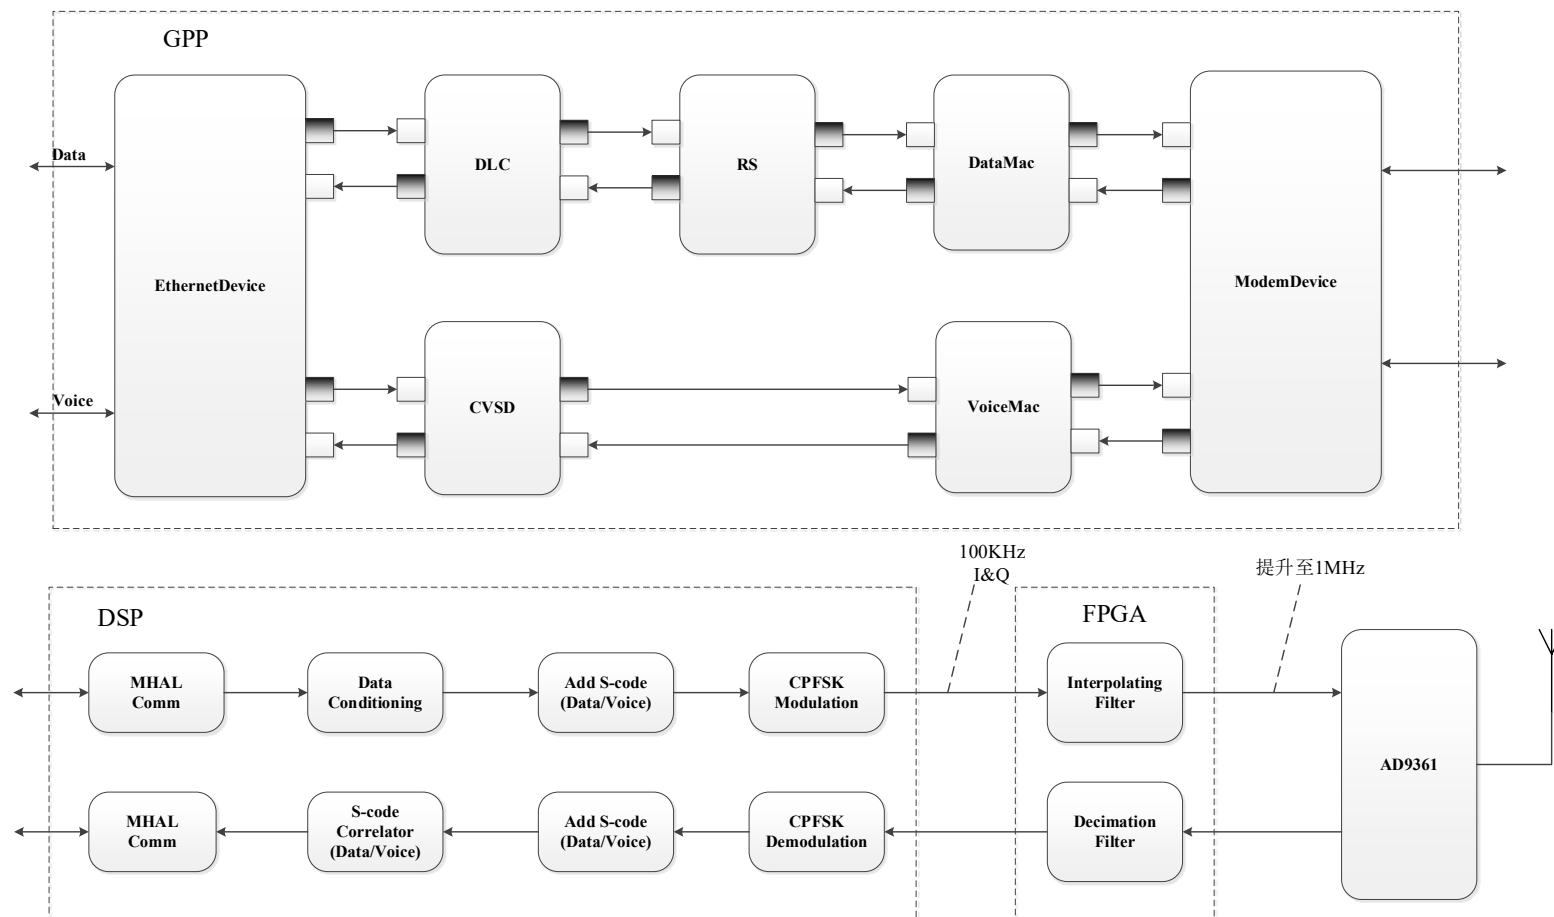 GPP
Data
DLC
RS
DataMac
EthernetDevice
ModemDevice
Voice
CVSD
VoiceMac
100KHz
I&Q
提升至1MHz
DSP
FPGA
MHAL
Comm
Data
Conditioning
Add S-code
(Data/Voice)
CPFSK
Modulation
Interpolating
Filter
AD9361
MHAL
Comm
S-code
Correlator
(Data/Voice)
Add S-code
(Data/Voice)
CPFSK
Demodulation
Decimation
Filter